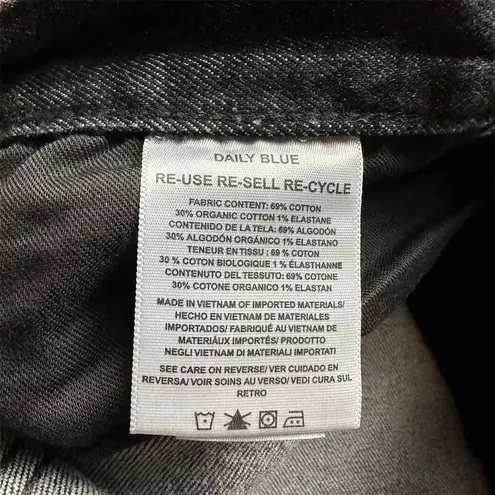 DAILY BLUE
RE-USE RE-SELL RE-CYCLE
FABRIC CONTENT: 69% COTTON
30% ORGANIC COTTON 1% ELASTANE
CONTENIDO DE LA TELA: 69% ALGODÓN
30% ALGODÓN ORGÁNICO 1% ELASTANO
TENEUR EN TISSU : 69 % COTON
30 % COTON BIOLOGIQUE 1 % ÉLASTHANNE
CONTENUTO DEL TESSUTO: 69% COTONE
30% COTONE ORGANICO 1% ELASTAN
MADE IN VIETNAM OF IMPORTED MATERIALS/
HECHO EN VIETNAM DE MATERIALES
IMPORTADOS/ FABRIQUÉ AU VIETNAM DE
MATERIÁUX IMPORTÉS/ PRODOTTO
NEGLI VIETNAM DI MATERIALI IMPORTATI
SEE CARE ON REVERSE/ VER CUIDADO EN
REVERSA/ VOIR SOINS AU VERSO/ VEDI CURA SUL
RETRO